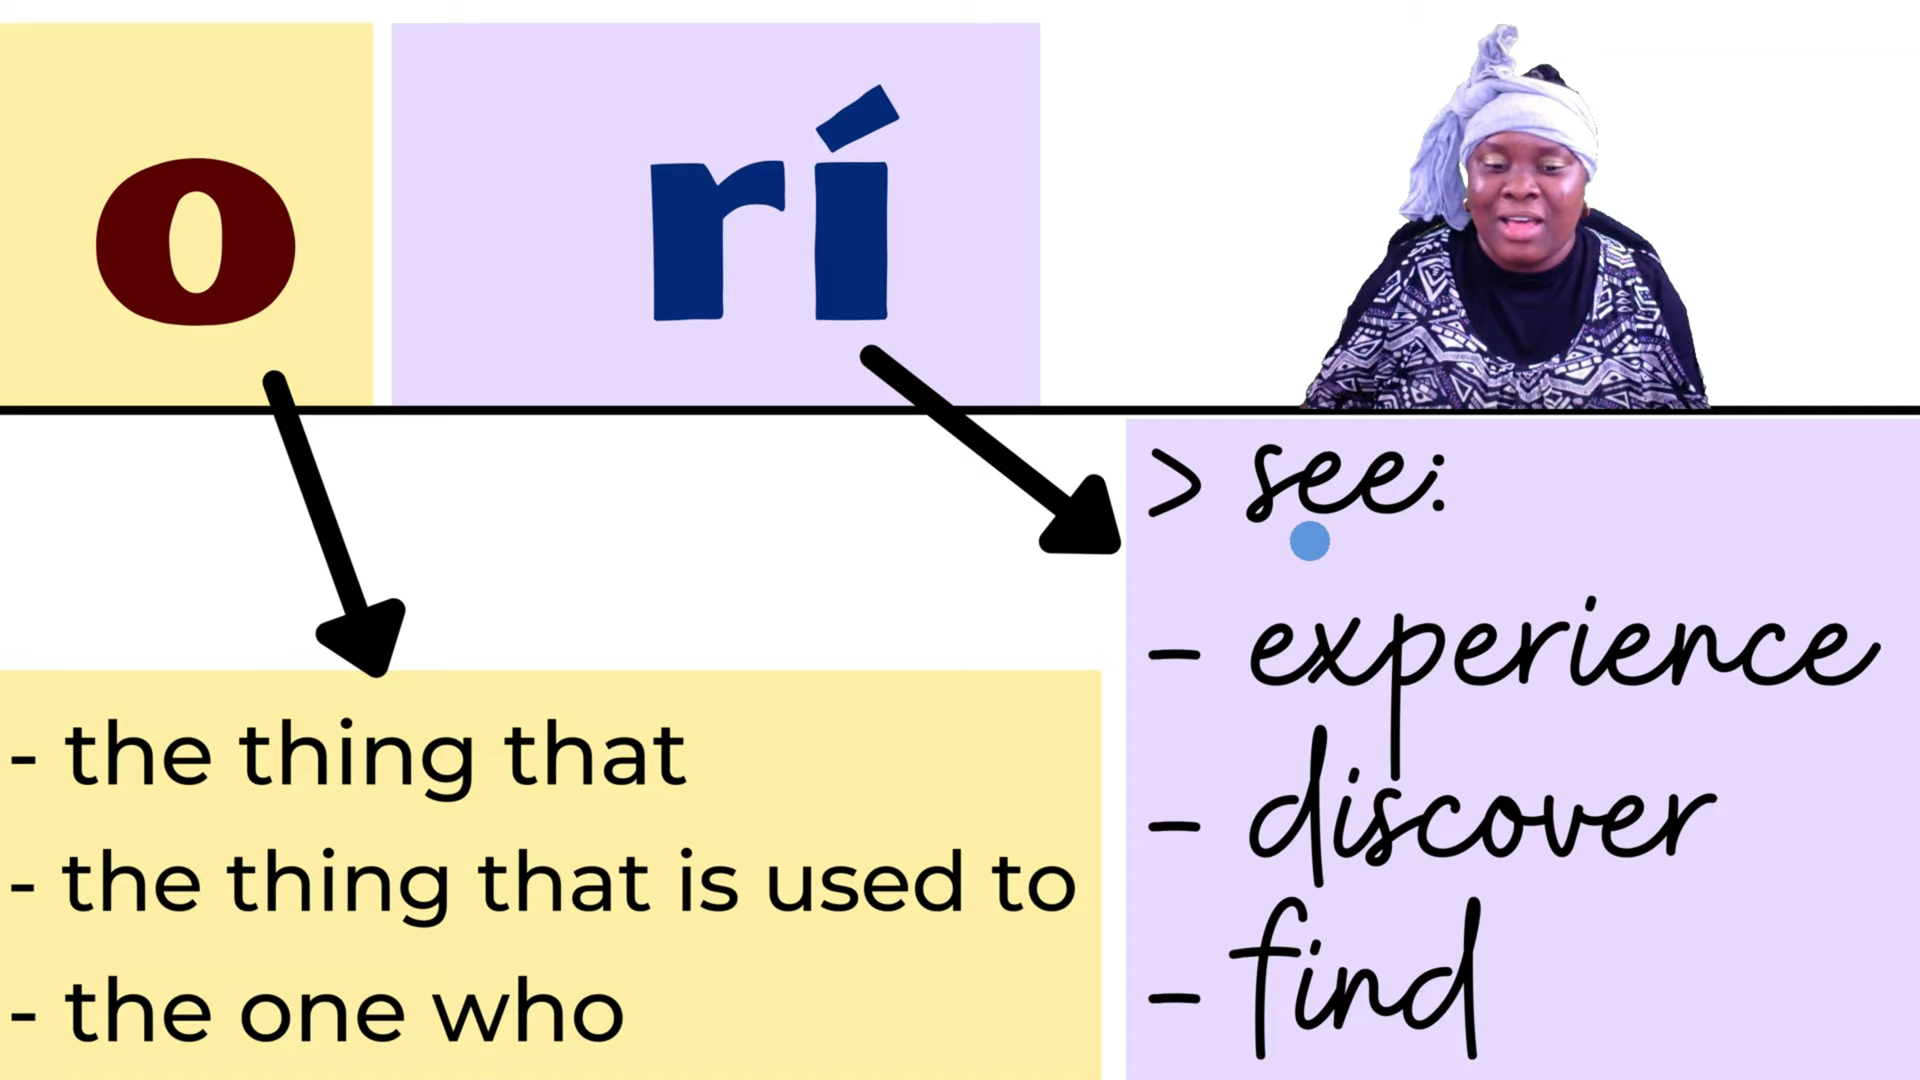 o rí
- the thing that
- the thing that is used to
- the one who
> see:
- experience
- discover
- find